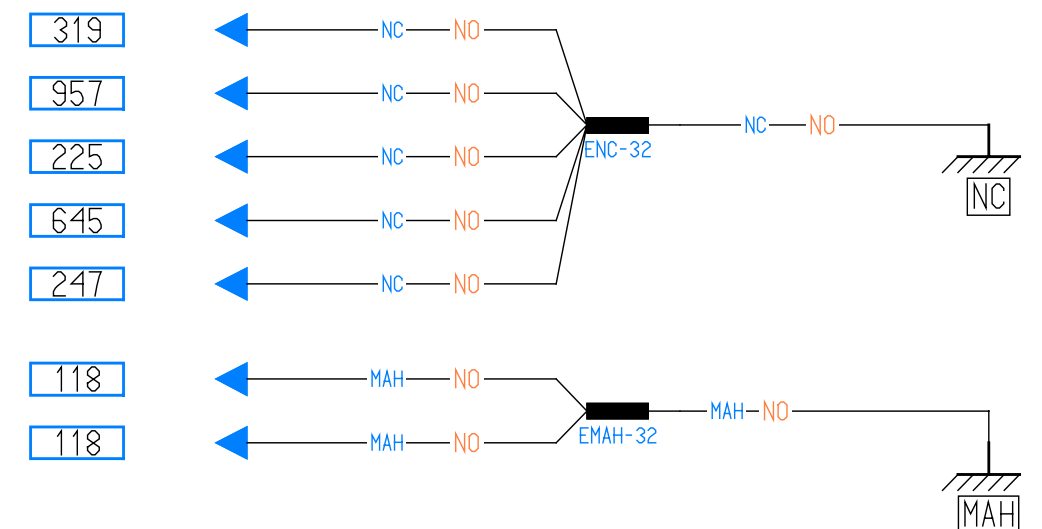 319 NC NO
957 NC NO
NC NO
ENC-32
225 NC NO
NC
645 NC NO
247 NC NO
118 MAH NO
MAH NO
EMAH-32
118 MAH NO
MAH